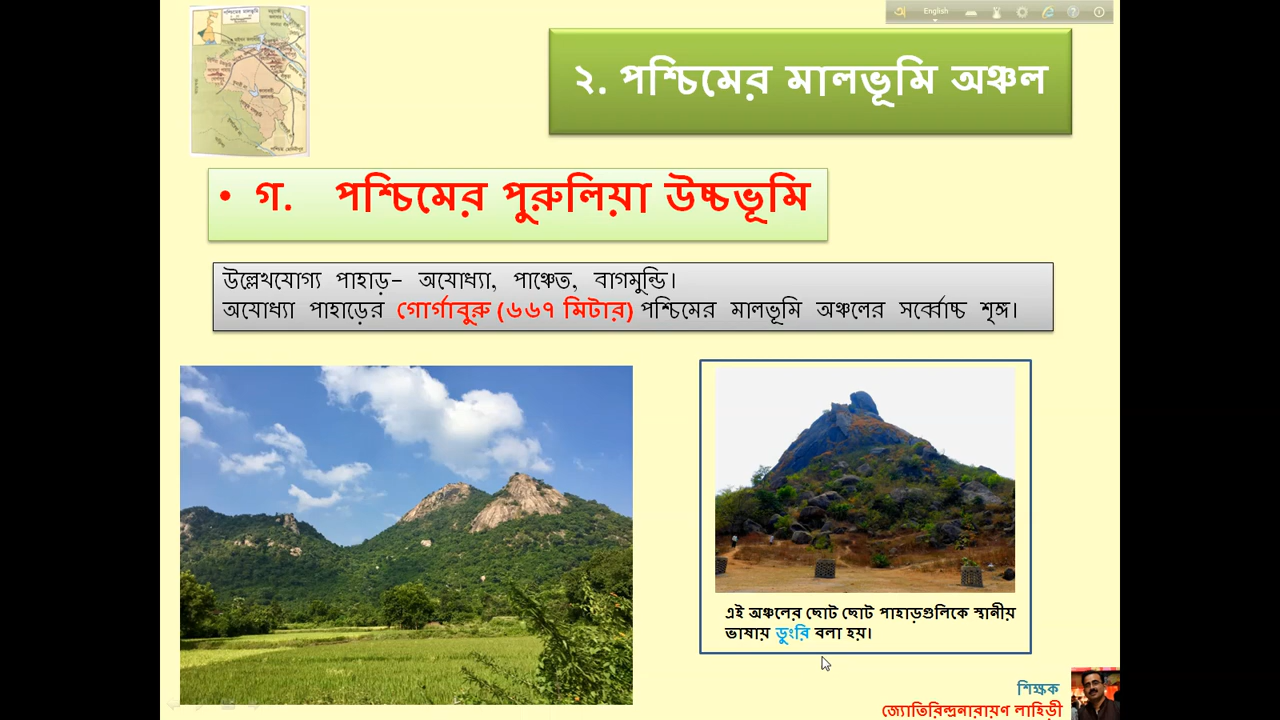 English
২. পশ্চিমের মালভূমি অঞ্চল
• গ. পশ্চিমের পুরুলিয়া উচ্চভূমি
উল্লেখযোগ্য পাহাড়– অযোধ্যা, পাঞ্চেত, বাগমুন্ডি।
অযোধ্যা পাহাড়ের গোর্গাবুরু (৬৬৭ মিটার) পশ্চিমের মালভূমি অঞ্চলের সর্ব্বোচ্চ শৃঙ্গ।
এই অঞ্চলের ছোট ছোট পাহাড়গুলিকে স্থানীয়
ভাষায় ডুংরি বলা হয়।
শিক্ষক
জ্যোতিরিন্দ্রনারায়ণ লাহিড়ী